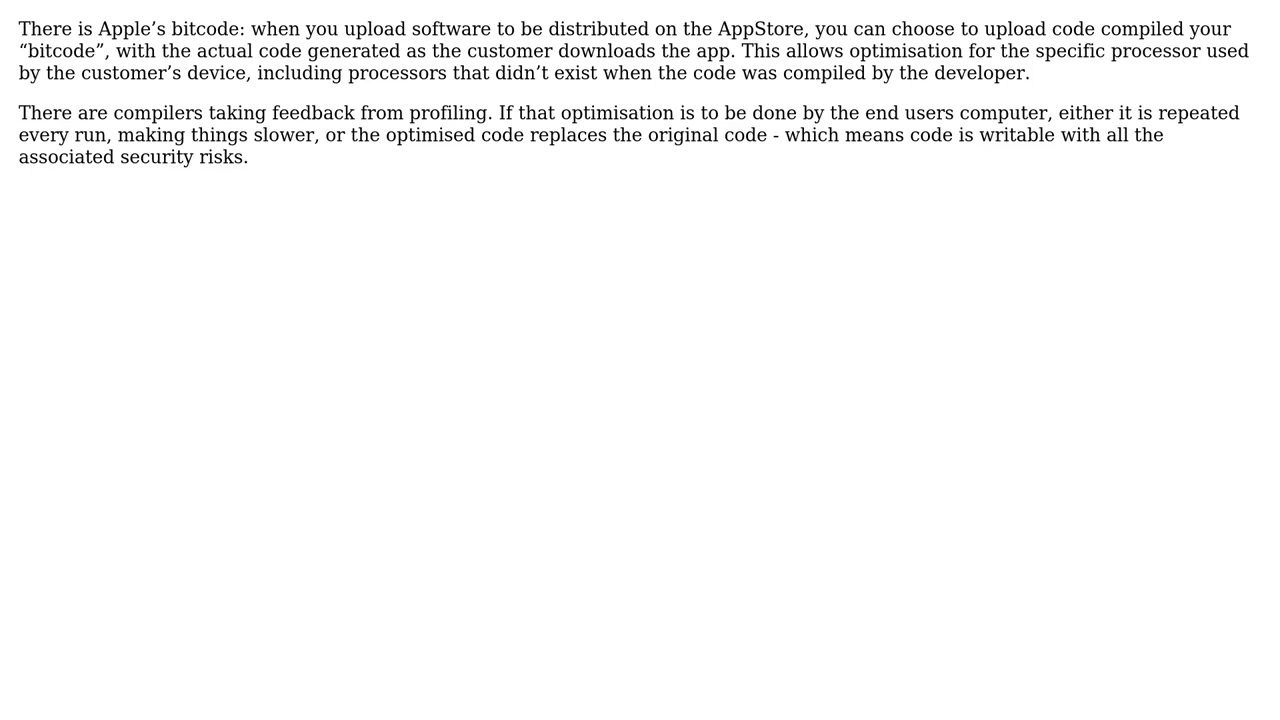 There is Apple’s bitcode: when you upload software to be distributed on the AppStore, you can choose to upload code compiled your
“bitcode”, with the actual code generated as the customer downloads the app. This allows optimisation for the specific processor used
by the customer’s device, including processors that didn’t exist when the code was compiled by the developer.
There are compilers taking feedback from profiling. If that optimisation is to be done by the end users computer, either it is repeated
every run, making things slower, or the optimised code replaces the original code - which means code is writable with all the
associated security risks.